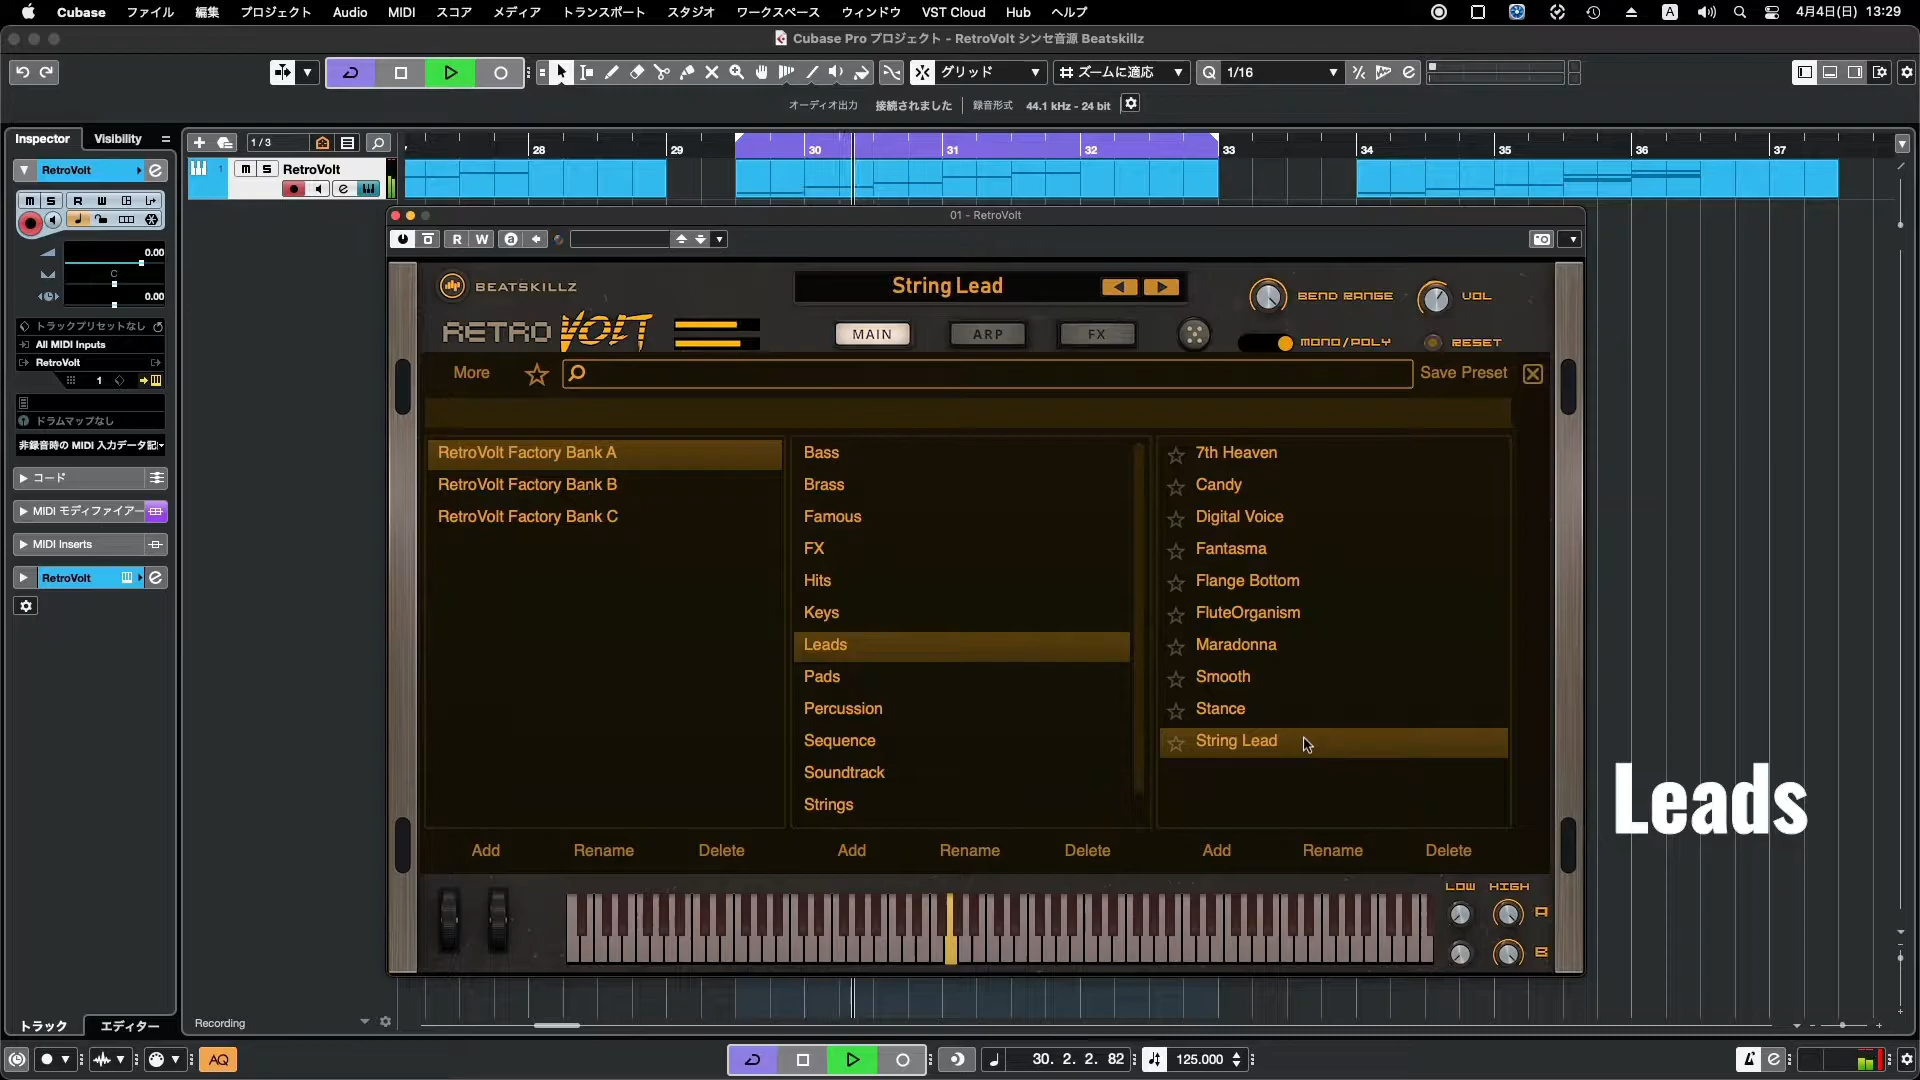 Cubase ファイル 編集 プロジェクト Audio MIDI スコア メディア トランスポート スタジオ ワークスペース ウィンドウ VST Cloud Hub ヘルプ A 4月4日(日) 13:29
Cubase Pro プロジェクト - RetroVolt シンセ音源 Beatskillz
グリッド ズームに適応 Q 1/16
オーディオ出力 接続されました 録音形式 44.1 kHz - 24 bit
Inspector Visibility 1/3 28 29 30 31 32 33 34 35 36 37
RetroVolt 1 M S RetroVolt
M S R W
0.00
C
0.00
トラックプリセットなし
All MIDI Inputs
RetroVolt
1
ドラムマップなし
非録音時の MIDI 入力データ記
コード
MIDI モディファイアー
MIDI Inserts
RetroVolt
01 - RetroVolt
R W a
BEATSKILLZ String Lead BEND RANGE VOL
RETRO VOLT MAIN ARP FX MONO/POLY RESET
More Save Preset
RetroVolt Factory Bank A Bass 7th Heaven
RetroVolt Factory Bank B Brass Candy
RetroVolt Factory Bank C Famous Digital Voice
FX Fantasma
Hits Flange Bottom
Keys FluteOrganism
Leads Maradonna
Pads Smooth
Percussion Stance
Sequence String Lead
Soundtrack
Strings
Leads
Add Rename Delete Add Rename Delete Add Rename Delete
LOW HIGH
A
B
トラック エディター Recording
AQ 30. 2. 2. 82 125.000